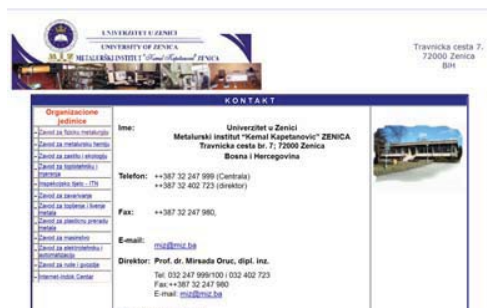 UNIVERZITET U ZENICI
UNIVERSITY OF ZENICA
METALURŠKI INSTITUT "Kemal Kapetanović" ZENICA
Travnicka cesta 7.
72000 Zenica
BIH
KONTAKT
Organizacione
jedinice
Zavod za fizicku metalurgiju
Zavod za metalursku hemiju
Zavod za zastitu i ekologiju
Zavod za toplotehniku i
mjerenja
Inspekcijsko tijelo - ITN
Zavod za zavarivanje
Zavod za topljenje i livenje
metala
Zavod za plasticnu preradu
metala
Zavod za masinstvo
Zavod za elektrotehniku i
automatizaciju
Zavod za rude i gvozdje
Internet-Indok Centar
Ime:
Univerzitet u Zenici
Metalurski institut "Kemal Kapetanovic" ZENICA
Travnicka cesta br. 7; 72000 Zenica
Bosna i Hercegovina
Telefon: ++387 32 247 999 (Centrala)
++387 32 402 723 (direktor)
Fax: ++387 32 247 980,
E-mail:
miz@miz.ba
Direktor: Prof. dr. Mirsada Oruc, dipl. inz.
Tel: 032 247 999/100 i 032 402 723
Fax:++387 32 247 980
E-mail: miz@miz.ba